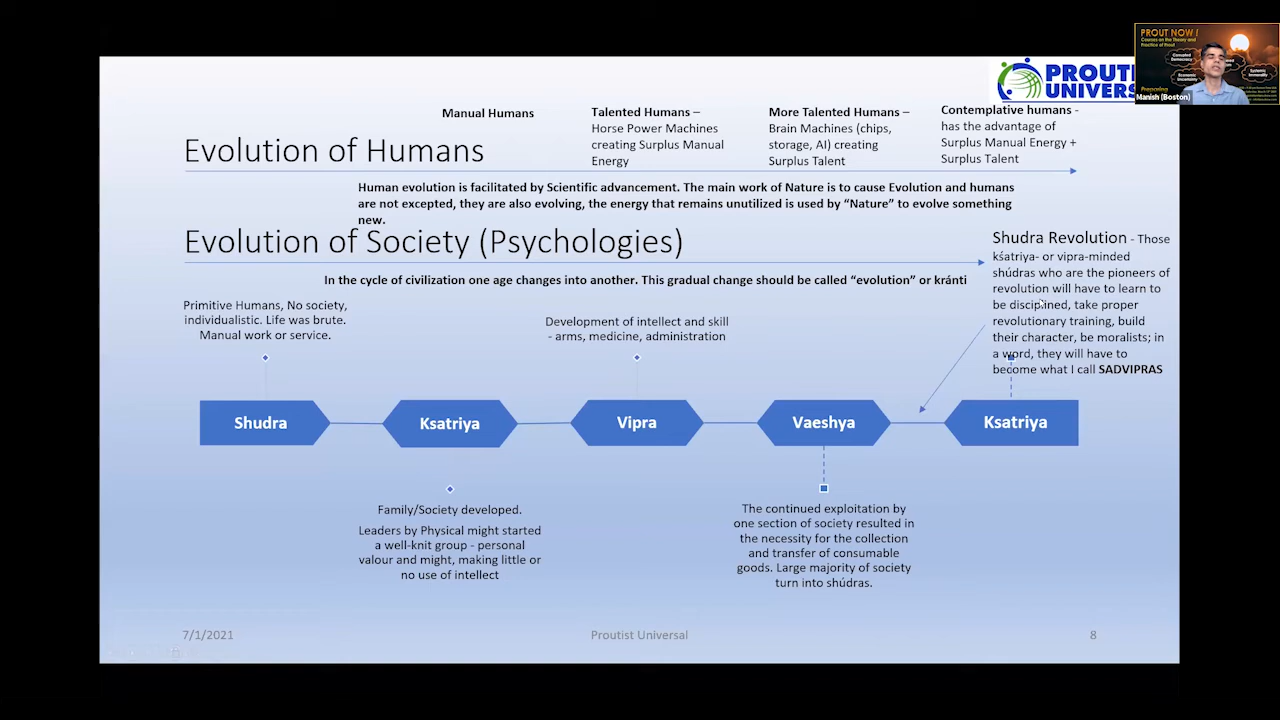 PROUT NOW!
Courses on the Theory and
Practice of Prout
Manish (Boston)
PROUTIST
UNIVERS
Manual Humans
Talented Humans –
Horse Power Machines
creating Surplus Manual
Energy
More Talented Humans –
Brain Machines (chips,
storage, AI) creating
Surplus Talent
Contemplative humans -
has the advantage of
Surplus Manual Energy +
Surplus Talent
Evolution of Humans
Human evolution is facilitated by Scientific advancement. The main work of Nature is to cause Evolution and humans
are not excepted, they are also evolving, the energy that remains unutilized is used by “Nature” to evolve something
new.
Evolution of Society (Psychologies)
In the cycle of civilization one age changes into another. This gradual change should be called “evolution” or kránti
Shudra Revolution - Those
kśatriya- or vipra-minded
shúdras who are the pioneers of
revolution will have to learn to
be disciplined, take proper
revolutionary training, build
their character, be moralists; in
a word, they will have to
become what I call SADVIPRAS
Primitive Humans, No society,
individualistic. Life was brute.
Manual work or service.
Development of intellect and skill
- arms, medicine, administration
Shudra
Ksatriya
Vipra
Vaeshya
Ksatriya
Family/Society developed.
Leaders by Physical might started
a well-knit group - personal
valour and might, making little or
no use of intellect
The continued exploitation by
one section of society resulted in
the necessity for the collection
and transfer of consumable
goods. Large majority of society
turn into shúdras.
7/1/2021
Proutist Universal
8